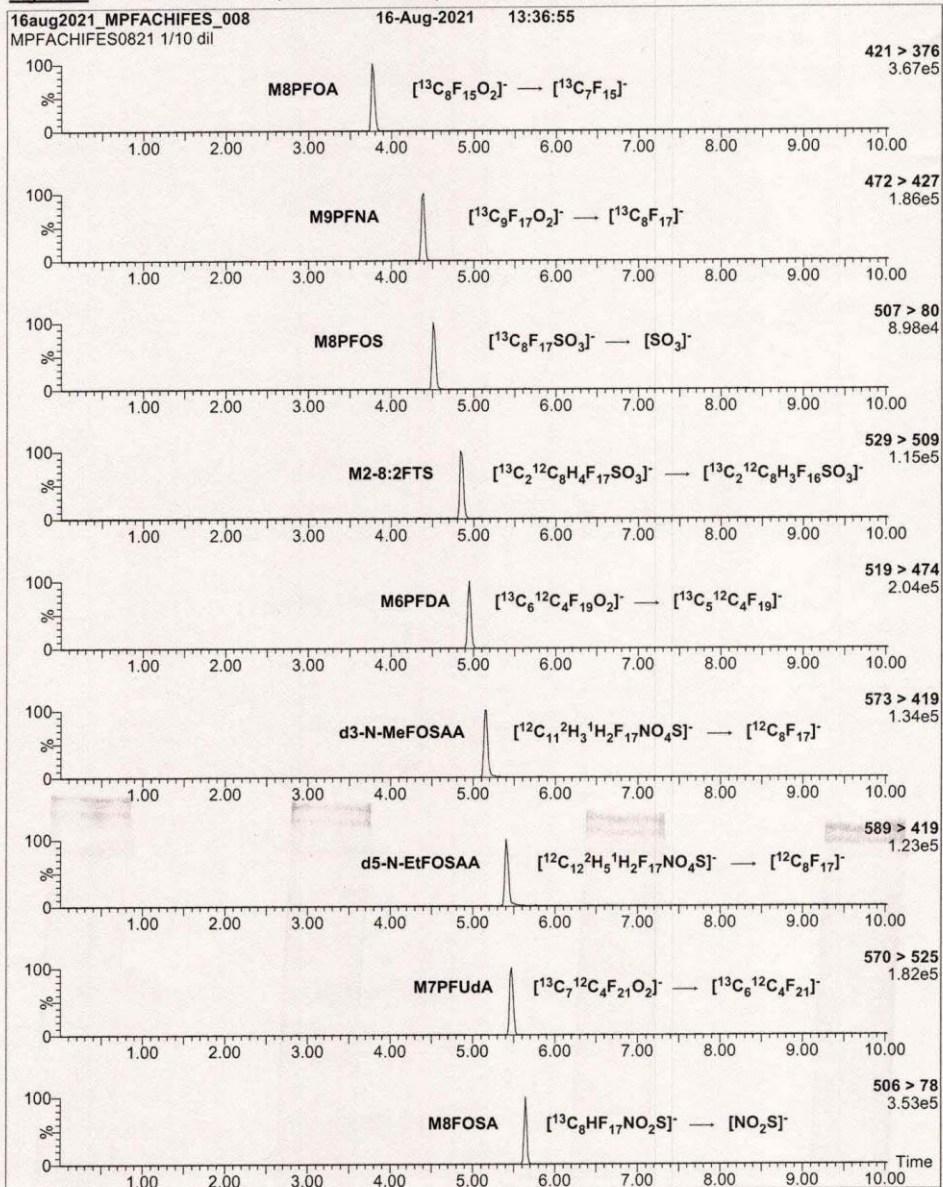 16aug2021_MPFACHIFES_008 16-Aug-2021 13:36:55
MPFACHIFES0821 1/10 dil
421 > 376
3.67e5
M8PFOA [¹³C₈F₁₅O₂]⁻ → [¹³C₇F₁₅]⁻
100
%
0
1.00 2.00 3.00 4.00 5.00 6.00 7.00 8.00 9.00 10.00
472 > 427
1.86e5
M9PFNA [¹³C₉F₁₇O₂]⁻ → [¹³C₈F₁₇]⁻
100
%
0
1.00 2.00 3.00 4.00 5.00 6.00 7.00 8.00 9.00 10.00
507 > 80
8.98e4
M8PFOS [¹³C₈F₁₇SO₃]⁻ → [SO₃]⁻
100
%
0
1.00 2.00 3.00 4.00 5.00 6.00 7.00 8.00 9.00 10.00
529 > 509
1.15e5
M2-8:2FTS [¹³C₂¹²C₈H₄F₁₇SO₃]⁻ → [¹³C₂¹²C₈H₃F₁₆SO₃]⁻
100
%
0
1.00 2.00 3.00 4.00 5.00 6.00 7.00 8.00 9.00 10.00
519 > 474
2.04e5
M6PFDA [¹³C₆¹²C₄F₁₉O₂]⁻ → [¹³C₅¹²C₄F₁₉]⁻
100
%
0
1.00 2.00 3.00 4.00 5.00 6.00 7.00 8.00 9.00 10.00
573 > 419
1.34e5
d3-N-MeFOSAA [¹²C₁₁²H₃¹H₂F₁₇NO₄S]⁻ → [¹²C₈F₁₇]⁻
100
%
0
1.00 2.00 3.00 4.00 5.00 6.00 7.00 8.00 9.00 10.00
589 > 419
1.23e5
d5-N-EtFOSAA [¹²C₁₂²H₅¹H₂F₁₇NO₄S]⁻ → [¹²C₈F₁₇]⁻
100
%
0
1.00 2.00 3.00 4.00 5.00 6.00 7.00 8.00 9.00 10.00
570 > 525
1.82e5
M7PFUdA [¹³C₇¹²C₄F₂₁O₂]⁻ → [¹³C₆¹²C₄F₂₁]⁻
100
%
0
1.00 2.00 3.00 4.00 5.00 6.00 7.00 8.00 9.00 10.00
506 > 78
3.53e5
M8FOSA [¹³C₈HF₁₇NO₂S]⁻ → [NO₂S]⁻
100
%
0
Time
1.00 2.00 3.00 4.00 5.00 6.00 7.00 8.00 9.00 10.00